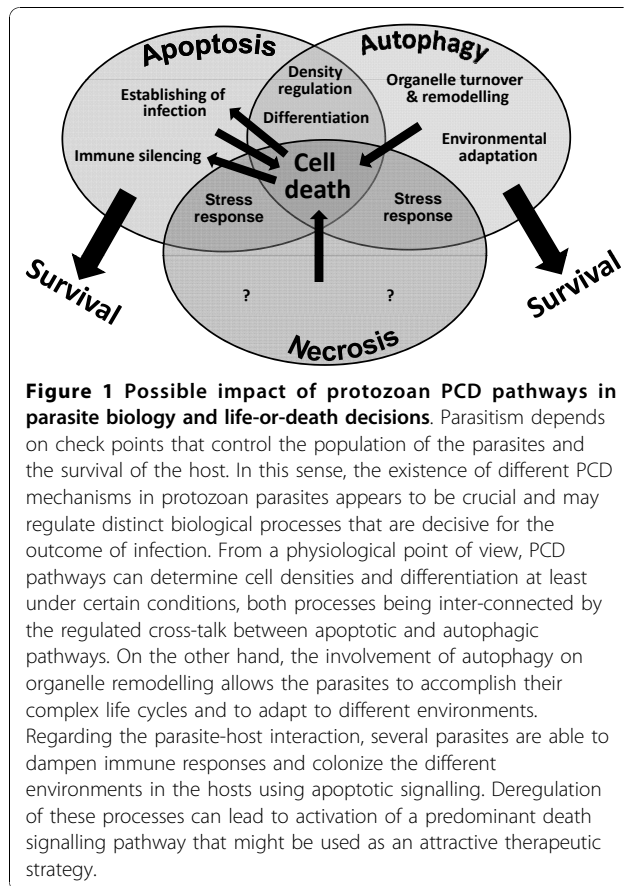 Apoptosis
Autophagy
Density
regulation
Organelle turnover
& remodelling
Establishing of
infection
Differentiation
Environmental
adaptation
Immune silencing
Cell
death
Stress
response
Stress
response
Survival
Survival
? ?
Necrosis
Figure 1 Possible impact of protozoan PCD pathways in
parasite biology and life-or-death decisions. Parasitism depends
on check points that control the population of the parasites and
the survival of the host. In this sense, the existence of different PCD
mechanisms in protozoan parasites appears to be crucial and may
regulate distinct biological processes that are decisive for the
outcome of infection. From a physiological point of view, PCD
pathways can determine cell densities and differentiation at least
under certain conditions, both processes being inter-connected by
the regulated cross-talk between apoptotic and autophagic
pathways. On the other hand, the involvement of autophagy on
organelle remodelling allows the parasites to accomplish their
complex life cycles and to adapt to different environments.
Regarding the parasite-host interaction, several parasites are able to
dampen immune responses and colonize the different
environments in the hosts using apoptotic signalling. Deregulation
of these processes can lead to activation of a predominant death
signalling pathway that might be used as an attractive therapeutic
strategy.